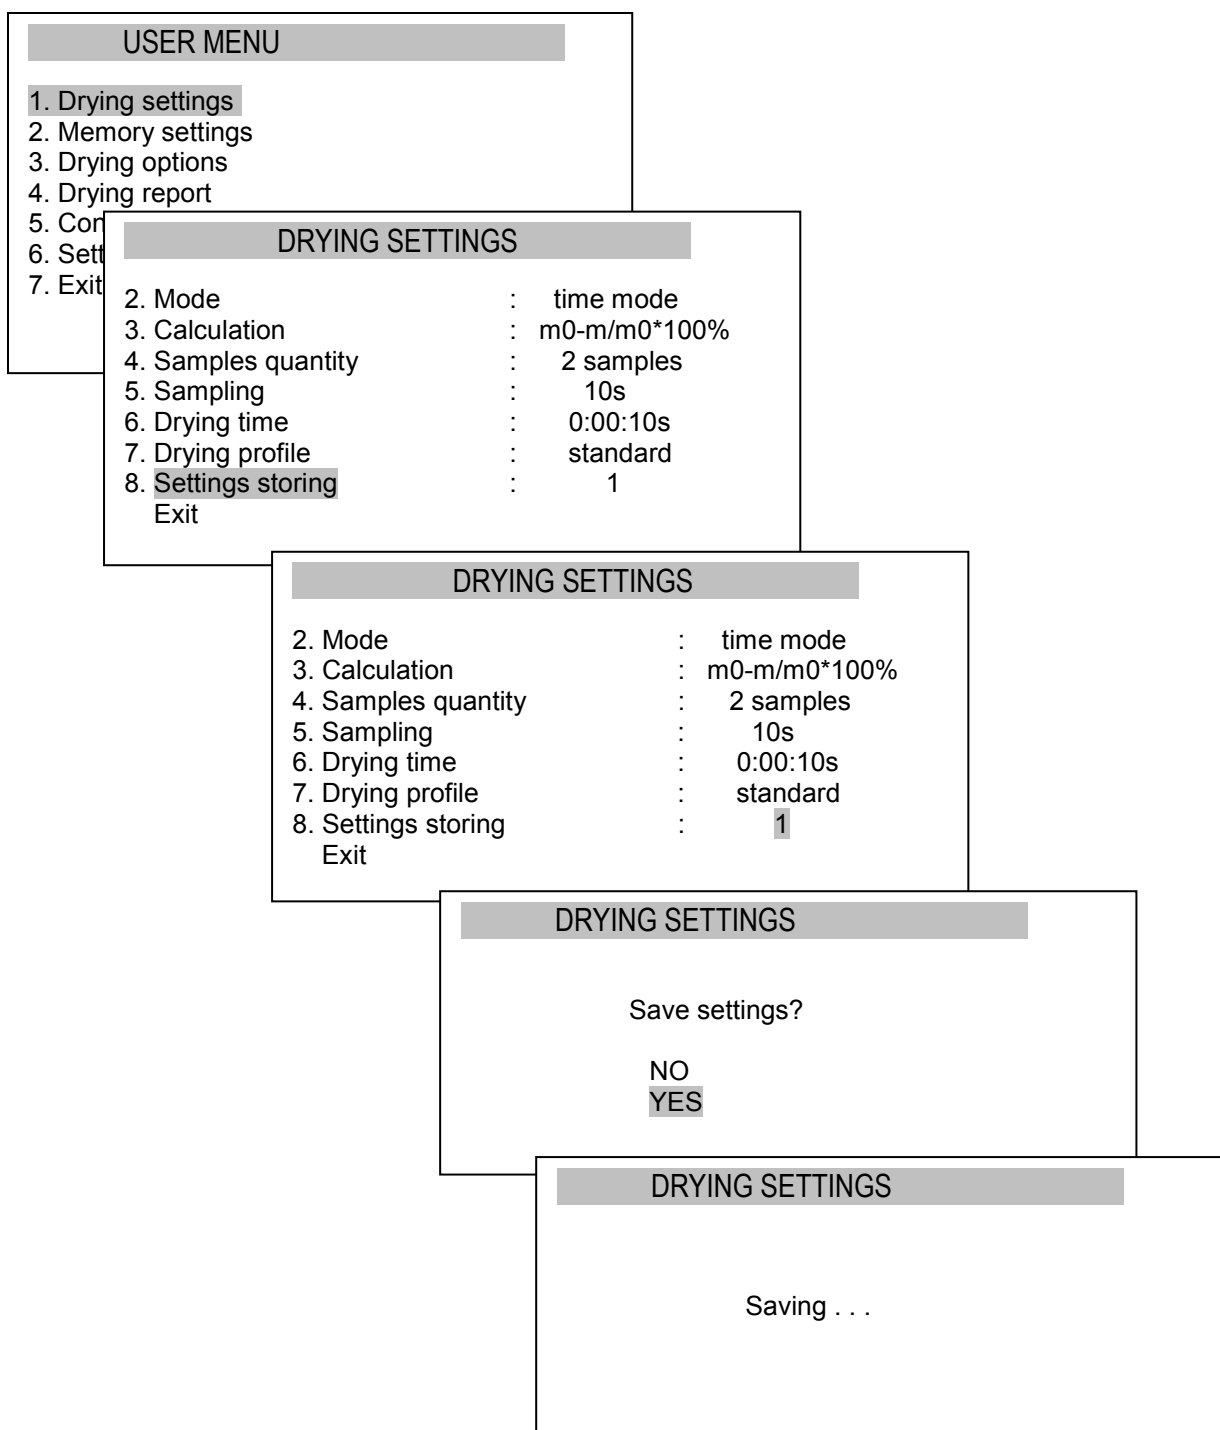 USER MENU
1. Drying settings
2. Memory settings
3. Drying options
4. Drying report
5. Con
6. Sett
7. Exit
DRYING SETTINGS
2. Mode : time mode
3. Calculation : m0-m/m0*100%
4. Samples quantity : 2 samples
5. Sampling : 10s
6. Drying time : 0:00:10s
7. Drying profile : standard
8. Settings storing : 1
Exit
DRYING SETTINGS
2. Mode : time mode
3. Calculation : m0-m/m0*100%
4. Samples quantity : 2 samples
5. Sampling : 10s
6. Drying time : 0:00:10s
7. Drying profile : standard
8. Settings storing : 1
Exit
DRYING SETTINGS
Save settings?
NO
YES
DRYING SETTINGS
Saving . . .